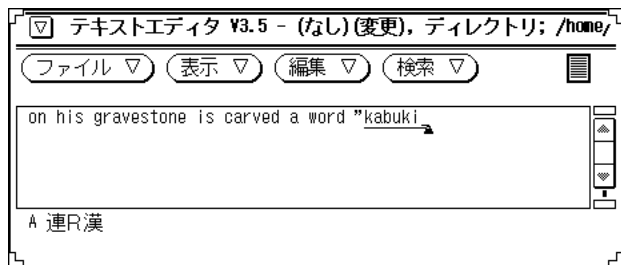 テキストエディタ V3.5 - (なし)(変更), ディレクトリ; /home/
ファイル ▽ 表示 ▽ 編集 ▽ 検索 ▽
on his gravestone is carved a word "kabuki
A 連R漢